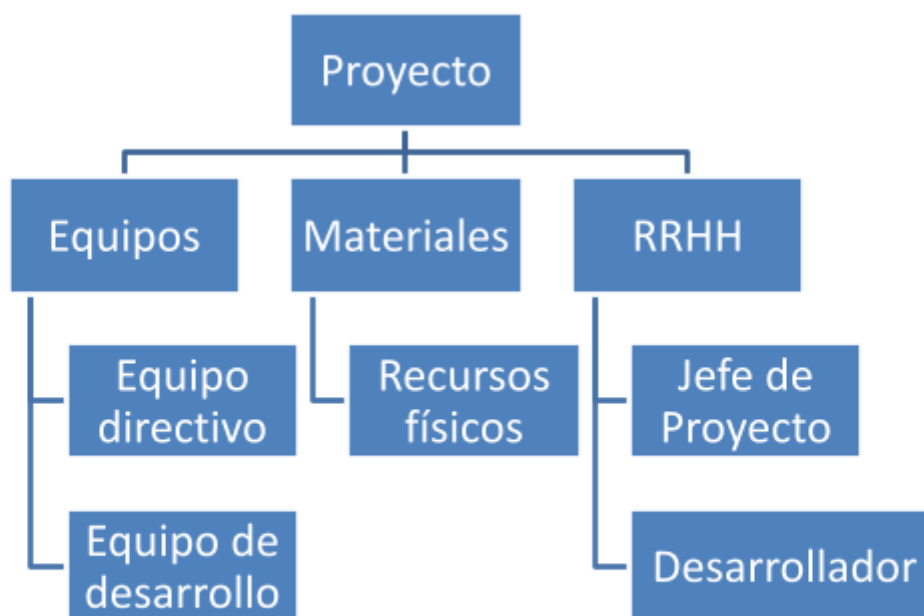 Proyecto
Equipos
Materiales
RRHH
Equipo
directivo
Recursos
físicos
Jefe de
Proyecto
Equipo de
desarrollo
Desarrollador